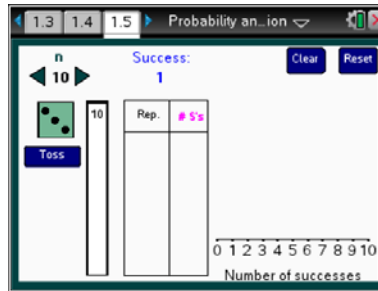 1.3 1.4 1.5 Probability an...ion
n Success: Clear Reset
10 1
10 Rep. # S's
Toss
0 1 2 3 4 5 6 7 8 9 10
Number of successes